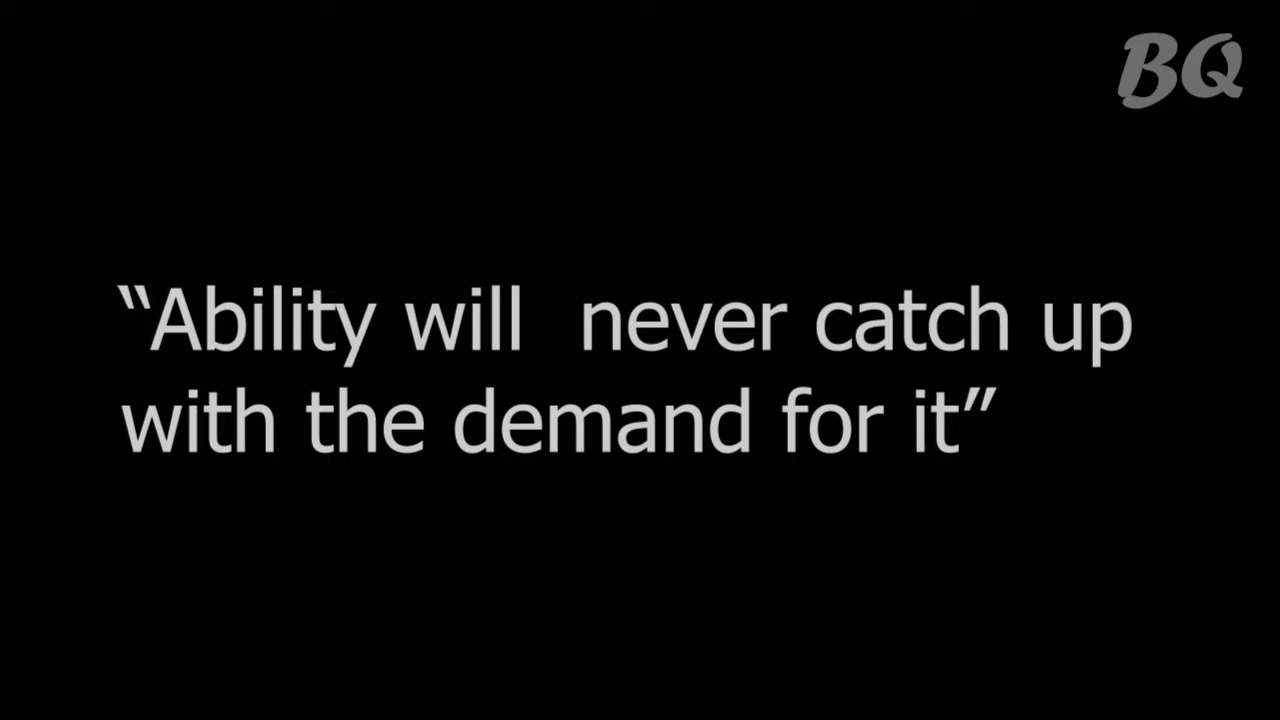 BQ
“Ability will  never catch up
with the demand for it”